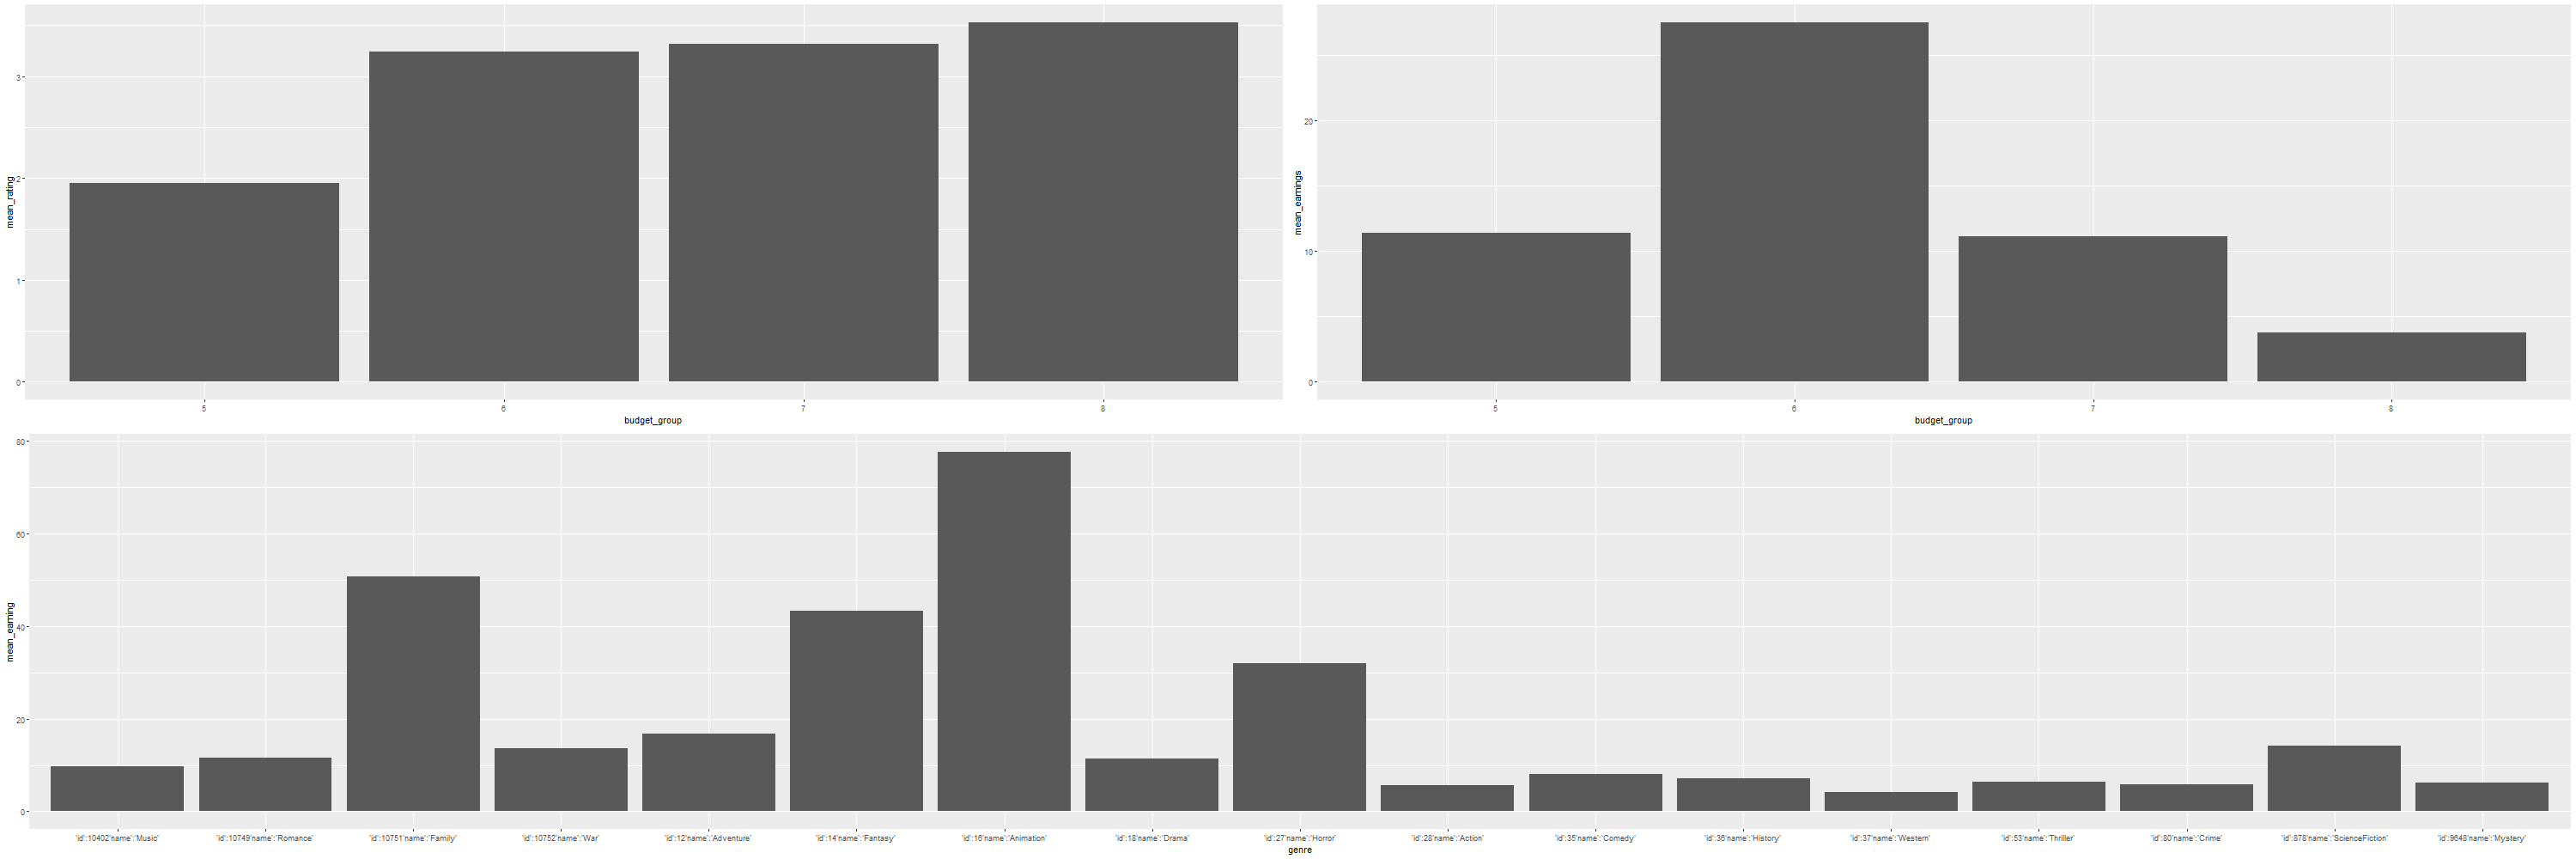 mean_rating
3
2
1
0
5 6 7 8
budget_group
mean_earnings
20
10
0
5 6 7 8
budget_group
mean_earning
80
60
40
20
0
'id':10402'name':'Music' 'id':10749'name':'Romance' 'id':10751'name':'Family' 'id':10752'name':'War' 'id':12'name':'Adventure' 'id':14'name':'Fantasy' 'id':16'name':'Animation' 'id':18'name':'Drama' 'id':27'name':'Horror' 'id':28'name':'Action' 'id':35'name':'Comedy' 'id':36'name':'History' 'id':37'name':'Western' 'id':53'name':'Thriller' 'id':80'name':'Crime' 'id':878'name':'ScienceFiction' 'id':9648'name':'Mystery'
genre